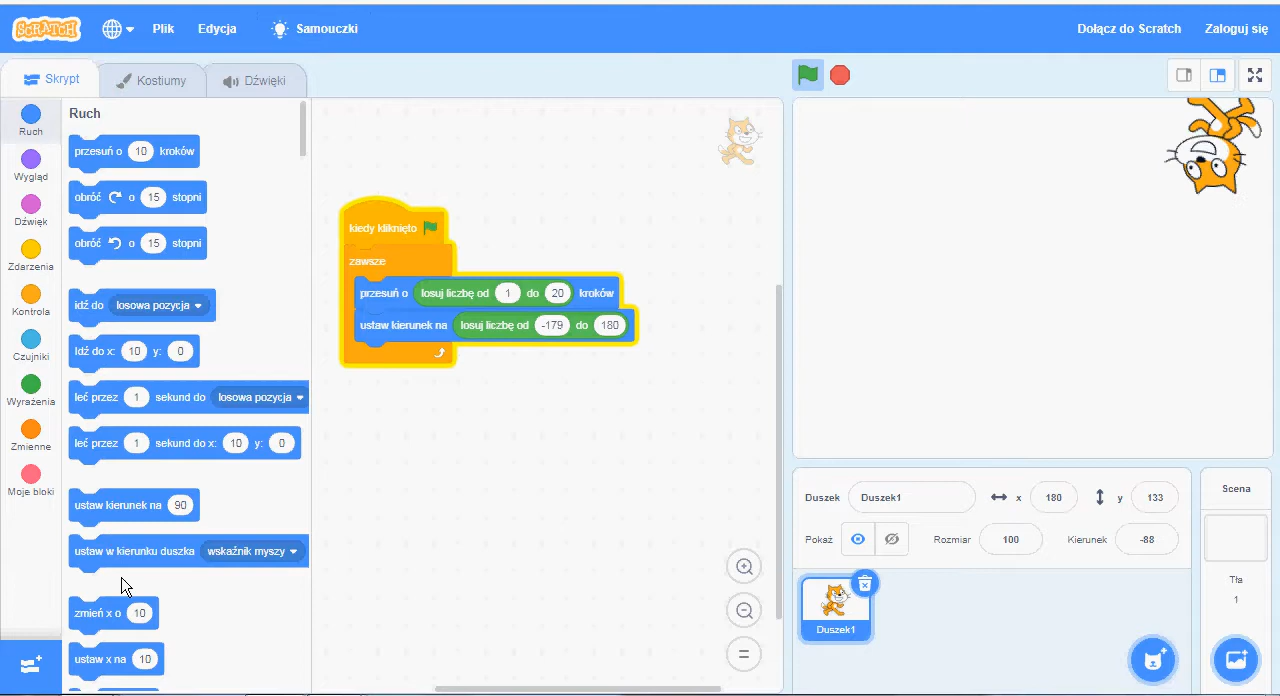 SCRATCH Plik Edycja Samouczki Dołącz do Scratch Zaloguj się
Skrypt Kostiumy Dźwięki
Ruch
Wygląd
Dźwięk
Zdarzenia
Kontrola
Czujniki
Wyrażenia
Zmienne
Moje bloki
Ruch
przesuń o 10 kroków
obróć o 15 stopni
obróć o 15 stopni
idź do losowa pozycja
Idź do x: 10 y: 0
leć przez 1 sekund do losowa pozycja
leć przez 1 sekund do x: 10 y: 0
ustaw kierunek na 90
ustaw w kierunku duszka wskaźnik myszy
zmień x o 10
ustaw x na 10
kiedy kliknięto
zawsze
przesuń o losuj liczbę od 1 do 20 kroków
ustaw kierunek na losuj liczbę od -179 do 180
Duszek Duszek1 x 180 y 133
Pokaż Rozmiar 100 Kierunek -88
Duszek1
Scena
Tła
1